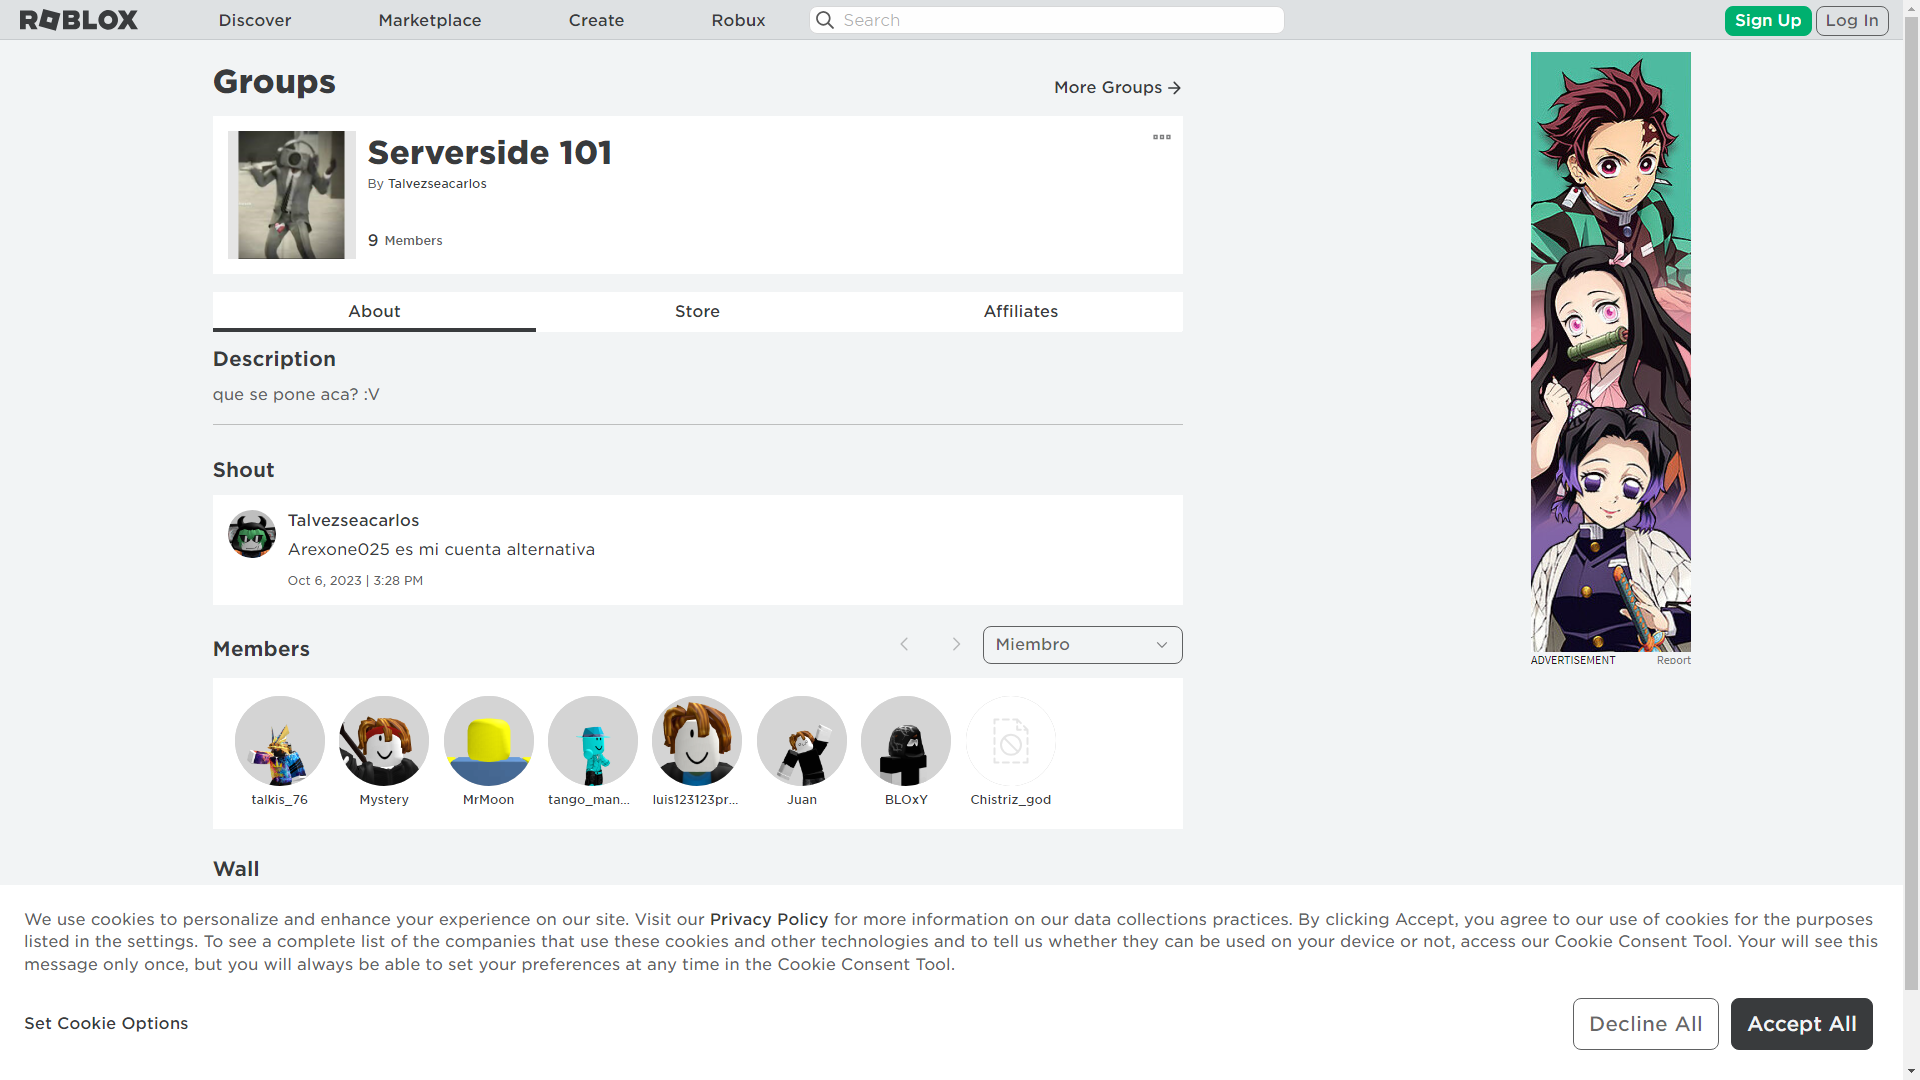 ROBLOX
Discover
Marketplace
Create
Robux
Search
Sign Up
Log In
Groups
More Groups
Serverside 101
By Talvezseacarlos
9 Members
About
Store
Affiliates
Description
que se pone aca? :V
Shout
Talvezseacarlos
Arexone025 es mi cuenta alternativa
Oct 6, 2023 | 3:28 PM
Members
Miembro
talkis_76
Mystery
MrMoon
tango_man...
luis123123pr...
Juan
BLOxY
Chistriz_god
Wall
ADVERTISEMENT
Report
We use cookies to personalize and enhance your experience on our site. Visit our Privacy Policy for more information on our data collections practices. By clicking Accept, you agree to our use of cookies for the purposes
listed in the settings. To see a complete list of the companies that use these cookies and other technologies and to tell us whether they can be used on your device or not, access our Cookie Consent Tool. Your will see this
message only once, but you will always be able to set your preferences at any time in the Cookie Consent Tool.
Set Cookie Options
Decline All
Accept All